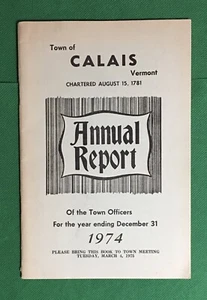 Town of
CALAIS
Vermont
CHARTERED AUGUST 15, 1781
Annual
Report
Of the Town Officers
For the year ending December 31
1974
PLEASE BRING THIS BOOK TO TOWN MEETING
TUESDAY, MARCH 4, 1975